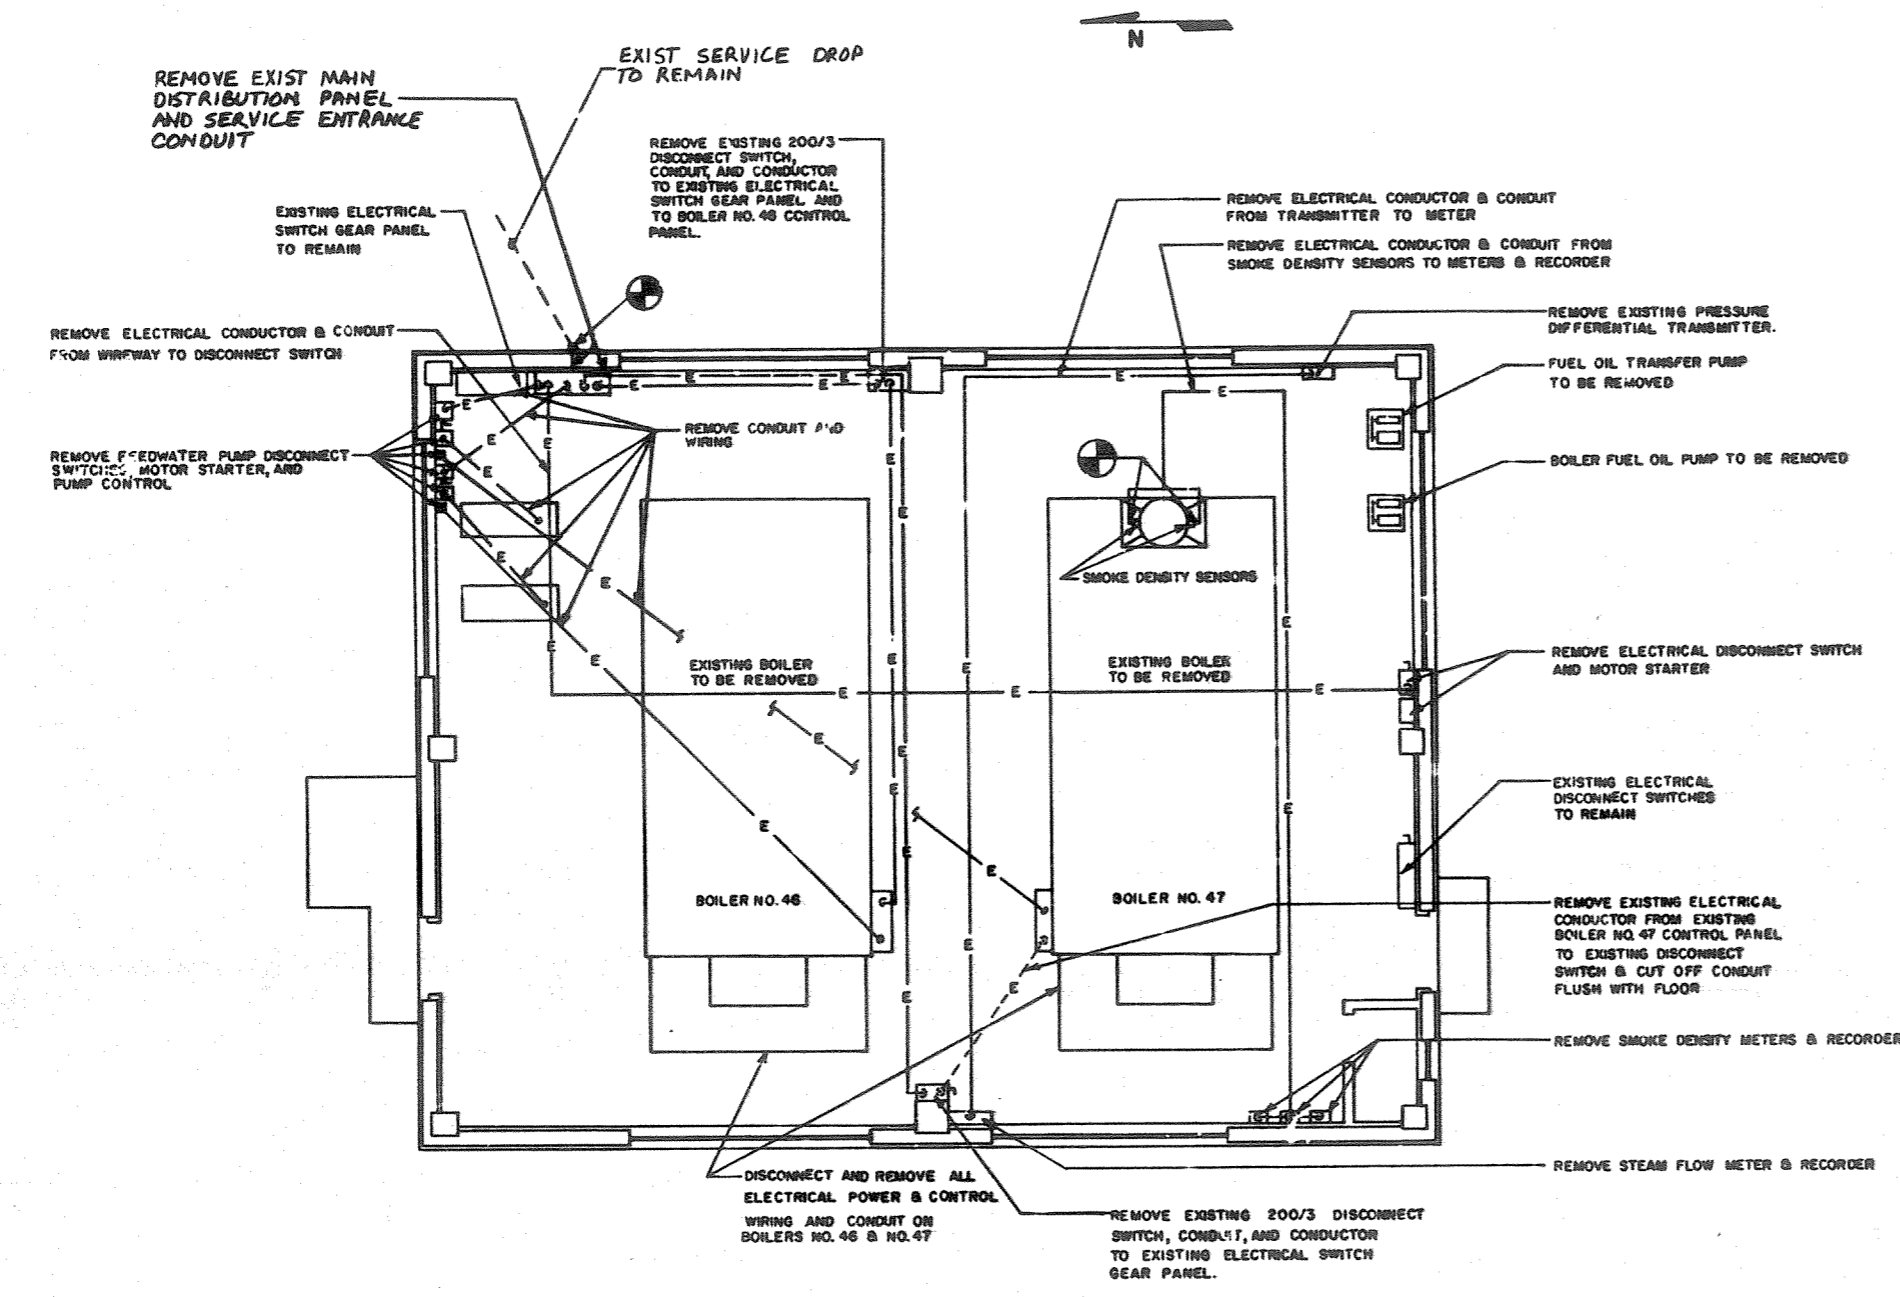 N
EXIST SERVICE DROP
TO REMAIN
REMOVE EXIST MAIN
DISTRIBUTION PANEL
AND SERVICE ENTRANCE
CONDUIT
REMOVE EXISTING 200/3
DISCONNECT SWITCH,
CONDUIT, AND CONDUCTOR
TO EXISTING ELECTRICAL
SWITCH GEAR PANEL AND
TO BOILER NO. 46 CONTROL
PANEL.
EXISTING ELECTRICAL
SWITCH GEAR PANEL
TO REMAIN
REMOVE ELECTRICAL CONDUCTOR & CONDUIT
FROM TRANSMITTER TO METER
REMOVE ELECTRICAL CONDUCTOR & CONDUIT FROM
SMOKE DENSITY SENSORS TO METERS & RECORDER
REMOVE ELECTRICAL CONDUCTOR & CONDUIT
FROM WIREWAY TO DISCONNECT SWITCH
REMOVE EXISTING PRESSURE
DIFFERENTIAL TRANSMITTER.
FUEL OIL TRANSFER PUMP
TO BE REMOVED
E E E
E E E
E
E
REMOVE CONDUIT AND
WIRING
E E
REMOVE FEEDWATER PUMP DISCONNECT
SWITCHES, MOTOR STARTER, AND
PUMP CONTROL
BOILER FUEL OIL PUMP TO BE REMOVED
E E
E
E
E
E
SMOKE DENSITY SENSORS
E
E
E E E E
EXISTING BOILER
TO BE REMOVED
EXISTING BOILER
TO BE REMOVED
REMOVE ELECTRICAL DISCONNECT SWITCH
AND MOTOR STARTER
E E E
E E
E E
EXISTING ELECTRICAL
DISCONNECT SWITCHES
TO REMAIN
E E
E
BOILER NO. 46
BOILER NO. 47
REMOVE EXISTING ELECTRICAL
CONDUCTOR FROM EXISTING
BOILER NO. 47 CONTROL PANEL
TO EXISTING DISCONNECT
SWITCH & CUT OFF CONDUIT
FLUSH WITH FLOOR
E
E E
REMOVE SMOKE DENSITY METERS & RECORDER
REMOVE STEAM FLOW METER & RECORDER
DISCONNECT AND REMOVE ALL
ELECTRICAL POWER & CONTROL
WIRING AND CONDUIT ON
BOILERS NO. 46 & NO. 47
REMOVE EXISTING 200/3 DISCONNECT
SWITCH, CONDUIT, AND CONDUCTOR
TO EXISTING ELECTRICAL SWITCH
GEAR PANEL.